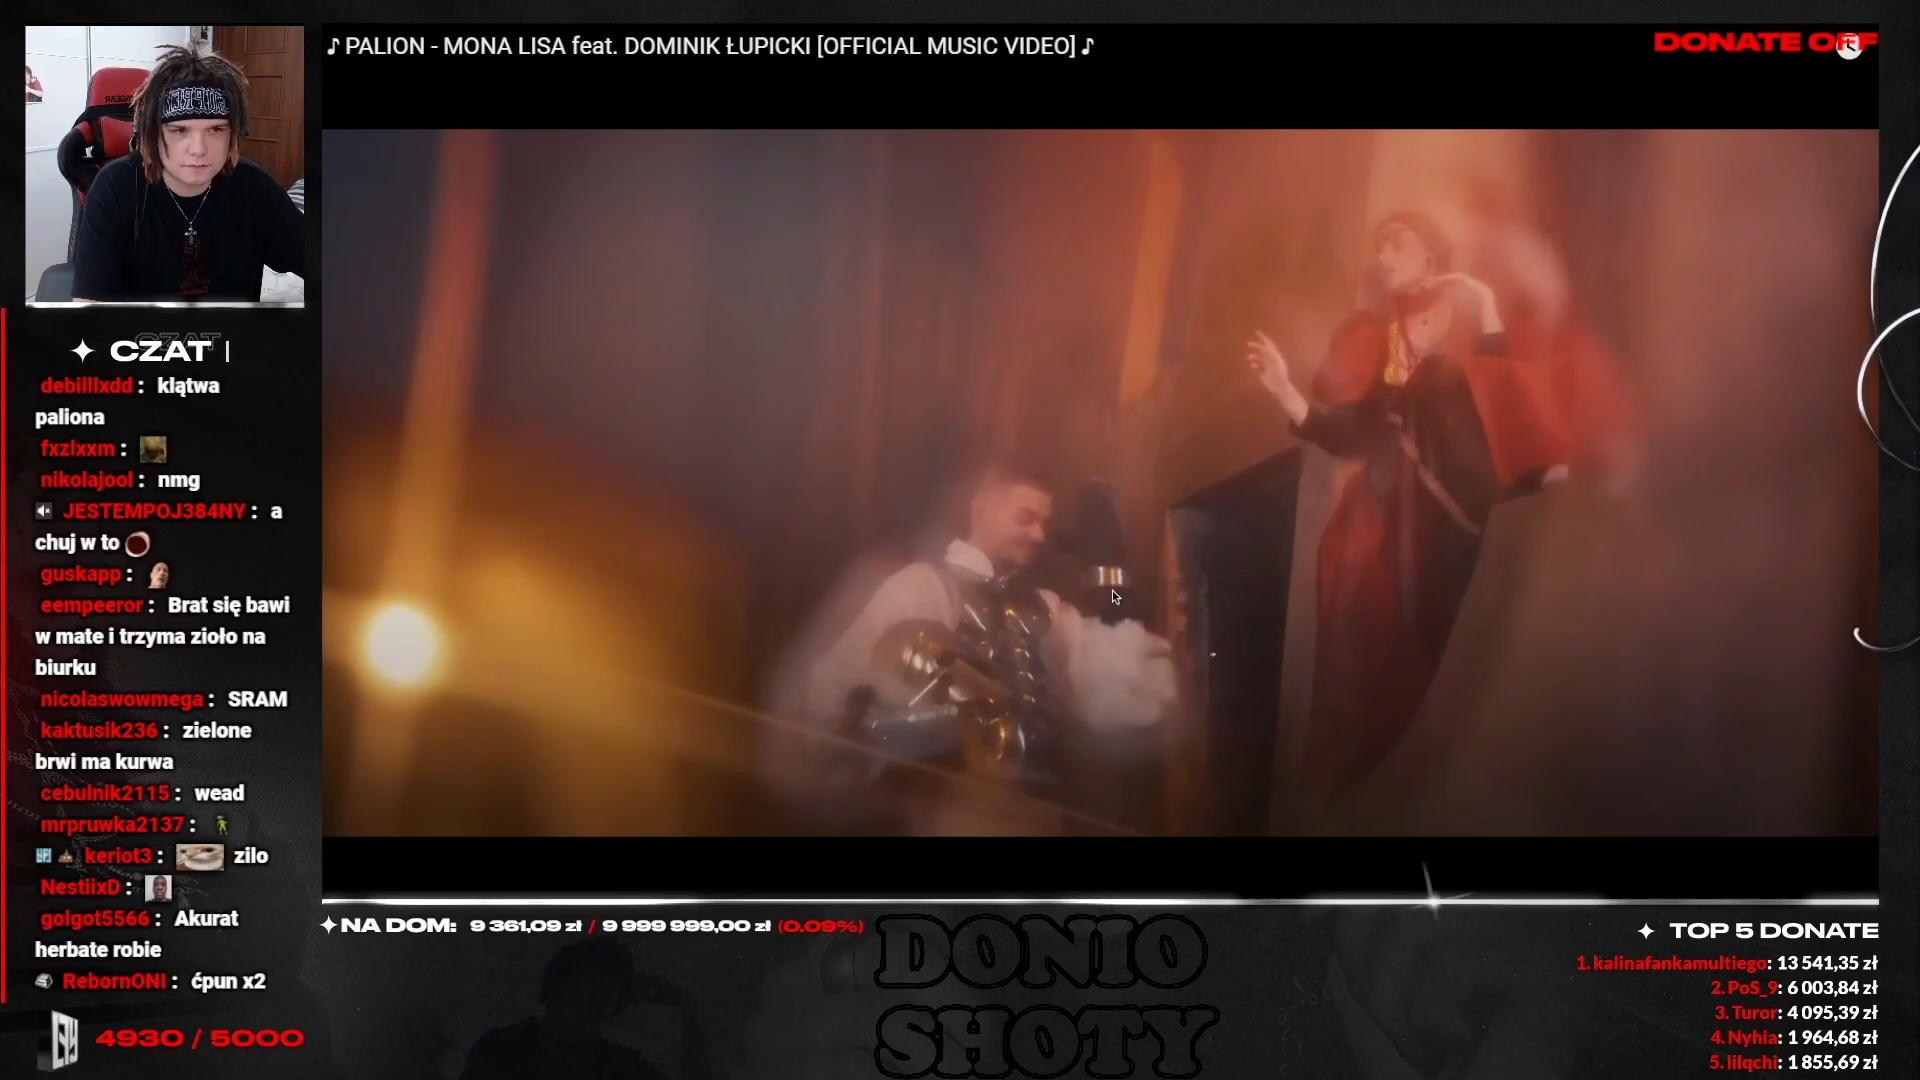 ♪ PALION - MONA LISA feat. DOMINIK ŁUPICKI [OFFICIAL MUSIC VIDEO] ♪
DONATE OFF
CZAT
debilllxdd : klątwa
paliona
fxzlxxm :
nikolajool : nmg
JESTEMPOJ384NY : a
chuj w to
guskapp :
eempeeror : Brat się bawi
w mate i trzyma zioło na
biurku
nicolaswowmega : SRAM
kaktusik236 : zielone
brwi ma kurwa
cebulnik2115 : wead
mrpruwka2137 :
keriot3 : zilo
NestiixD :
golgot5566 : Akurat
herbate robie
RebornONI : ćpun x2
4930 / 5000
NA DOM: 9 361,09 zł / 9 999 999,00 zł (0.09%)
DONIO
SHOTY
TOP 5 DONATE
1. kalinafankamultiego: 13 541,35 zł
2. PoS_9: 6 003,84 zł
3. Turor: 4 095,39 zł
4. Nyhia: 1 964,68 zł
5. lilqchi: 1 855,69 zł